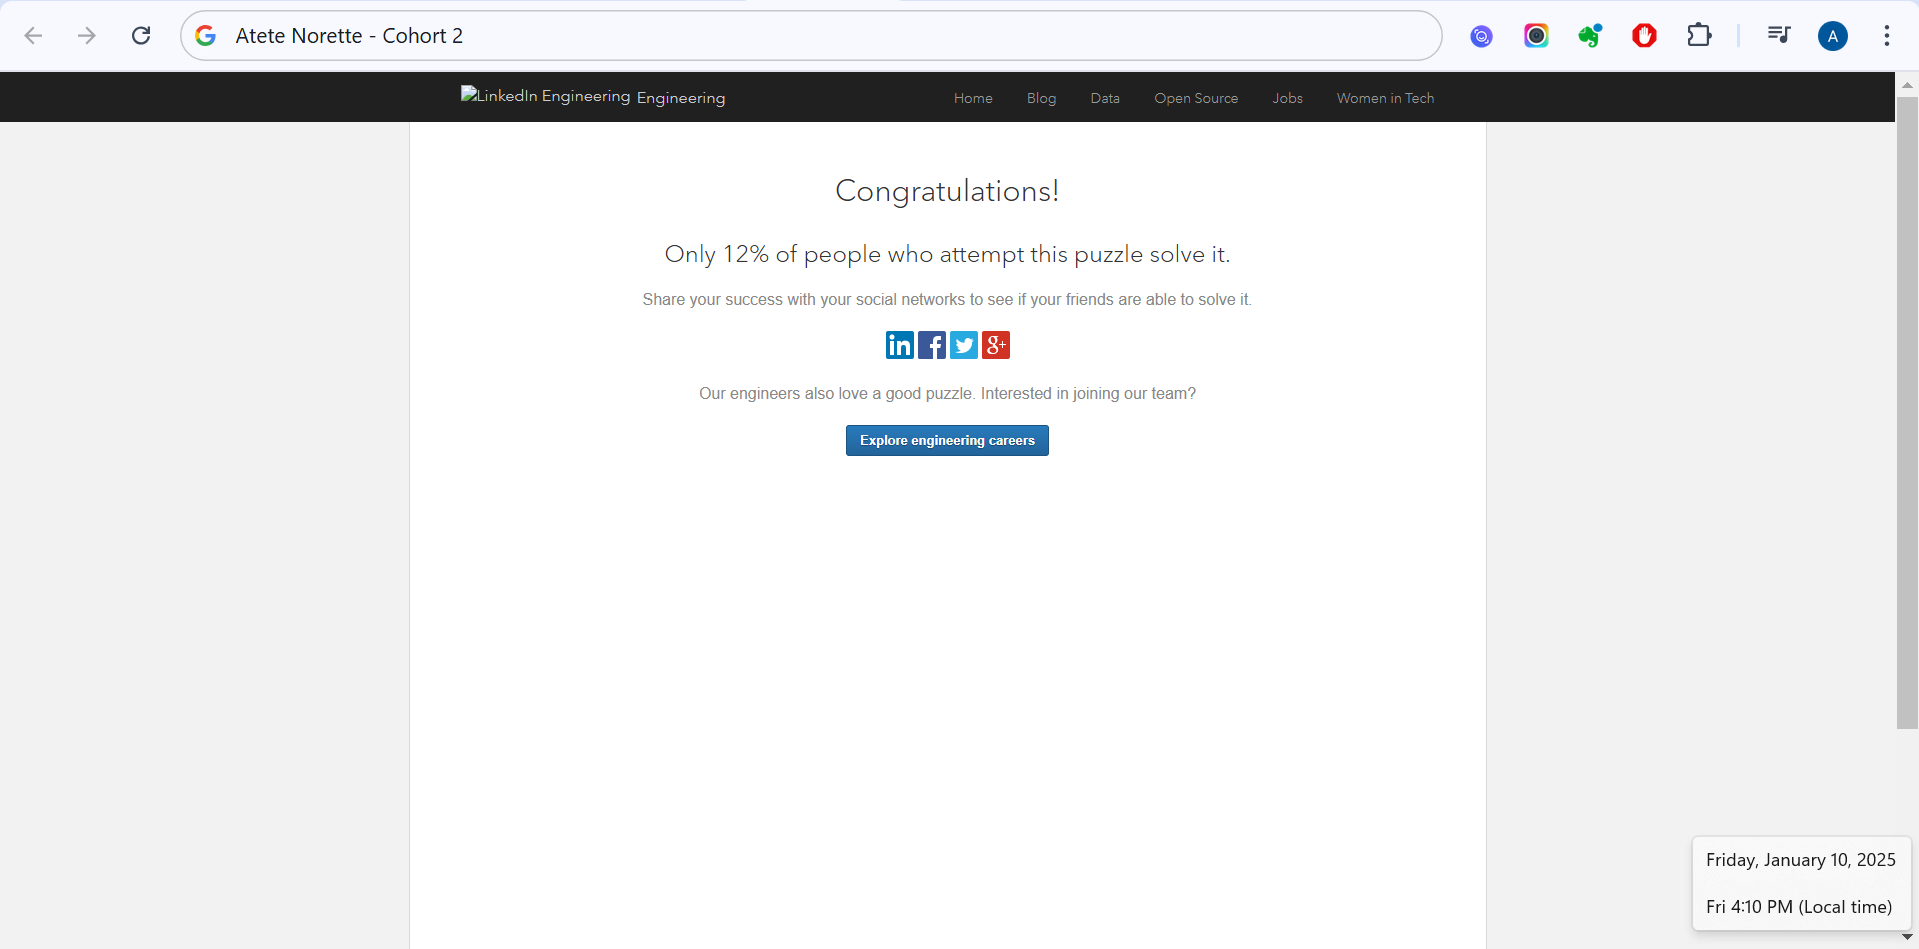 Atete Norette - Cohort 2
A
LinkedIn Engineering Engineering
Home Blog Data Open Source Jobs Women in Tech
Congratulations!
Only 12% of people who attempt this puzzle solve it.
Share your success with your social networks to see if your friends are able to solve it.
in f g+
Our engineers also love a good puzzle. Interested in joining our team?
Explore engineering careers
Friday, January 10, 2025
Fri 4:10 PM (Local time)